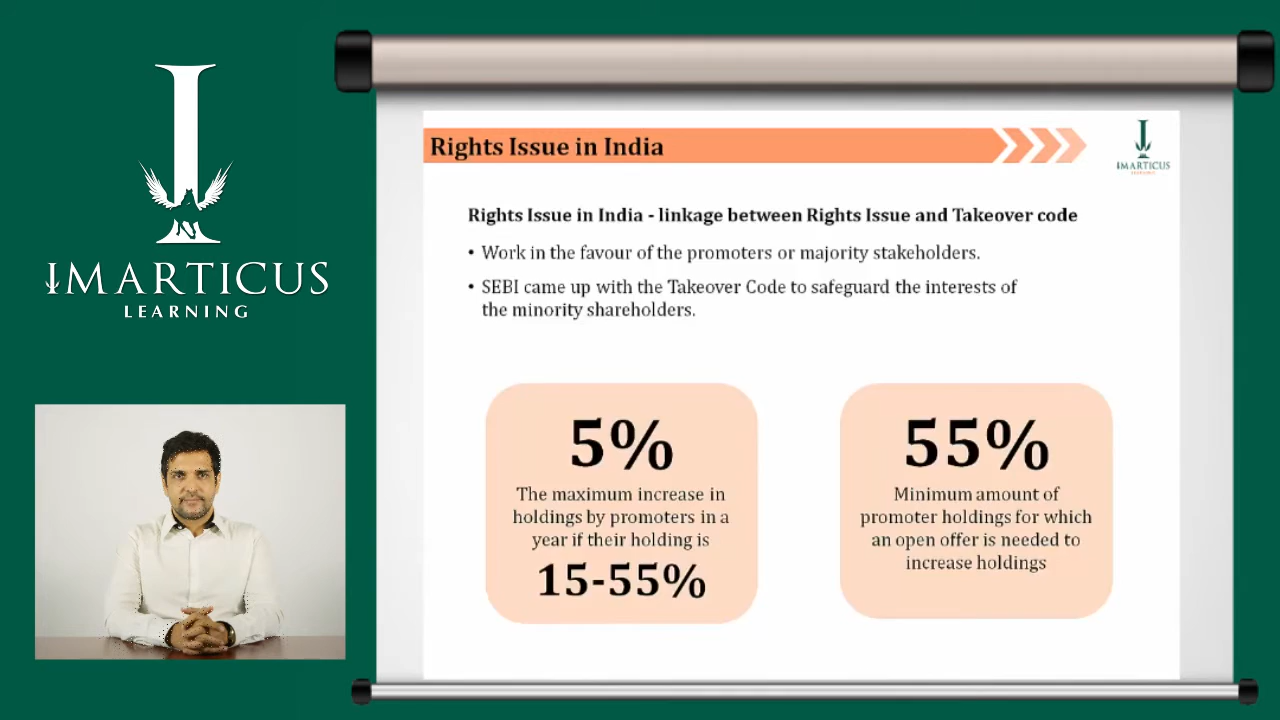 IMARTICUS
LEARNING
Rights Issue in India
IMARTICUS
LEARNING
Rights Issue in India - linkage between Rights Issue and Takeover code
• Work in the favour of the promoters or majority stakeholders.
• SEBI came up with the Takeover Code to safeguard the interests of
the minority shareholders.
5%
The maximum increase in
holdings by promoters in a
year if their holding is
15-55%
55%
Minimum amount of
promoter holdings for which
an open offer is needed to
increase holdings